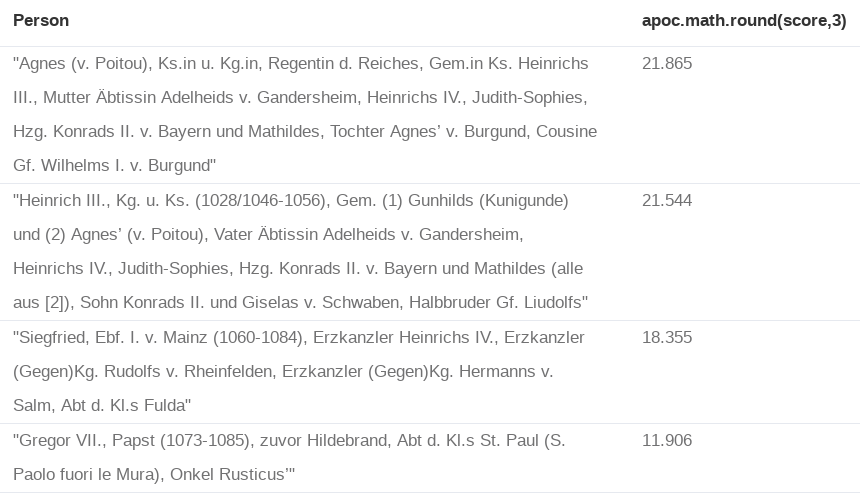 Person apoc.math.round(score,3)
"Agnes (v. Poitou), Ks.in u. Kg.in, Regentin d. Reiches, Gem.in Ks. Heinrichs 21.865
III., Mutter Äbtissin Adelheids v. Gandersheim, Heinrichs IV., Judith-Sophies,
Hzg. Konrads II. v. Bayern und Mathildes, Tochter Agnes’ v. Burgund, Cousine
Gf. Wilhelms I. v. Burgund"
"Heinrich III., Kg. u. Ks. (1028/1046-1056), Gem. (1) Gunhilds (Kunigunde) 21.544
und (2) Agnes’ (v. Poitou), Vater Äbtissin Adelheids v. Gandersheim,
Heinrichs IV., Judith-Sophies, Hzg. Konrads II. v. Bayern und Mathildes (alle
aus [2]), Sohn Konrads II. und Giselas v. Schwaben, Halbbruder Gf. Liudolfs"
"Siegfried, Ebf. I. v. Mainz (1060-1084), Erzkanzler Heinrichs IV., Erzkanzler 18.355
(Gegen)Kg. Rudolfs v. Rheinfelden, Erzkanzler (Gegen)Kg. Hermanns v.
Salm, Abt d. Kl.s Fulda"
"Gregor VII., Papst (1073-1085), zuvor Hildebrand, Abt d. Kl.s St. Paul (S. 11.906
Paolo fuori le Mura), Onkel Rusticus’"